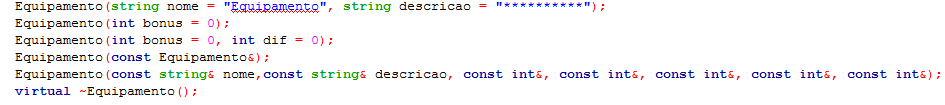 Equipamento(string nome = "Equipamento", string descricao = "**********");
Equipamento(int bonus = 0);
Equipamento(int bonus = 0, int dif = 0);
Equipamento(const Equipamento&);
Equipamento(const string& nome,const string& descricao, const int&, const int&, const int&, const int&, const int&);
virtual ~Equipamento();